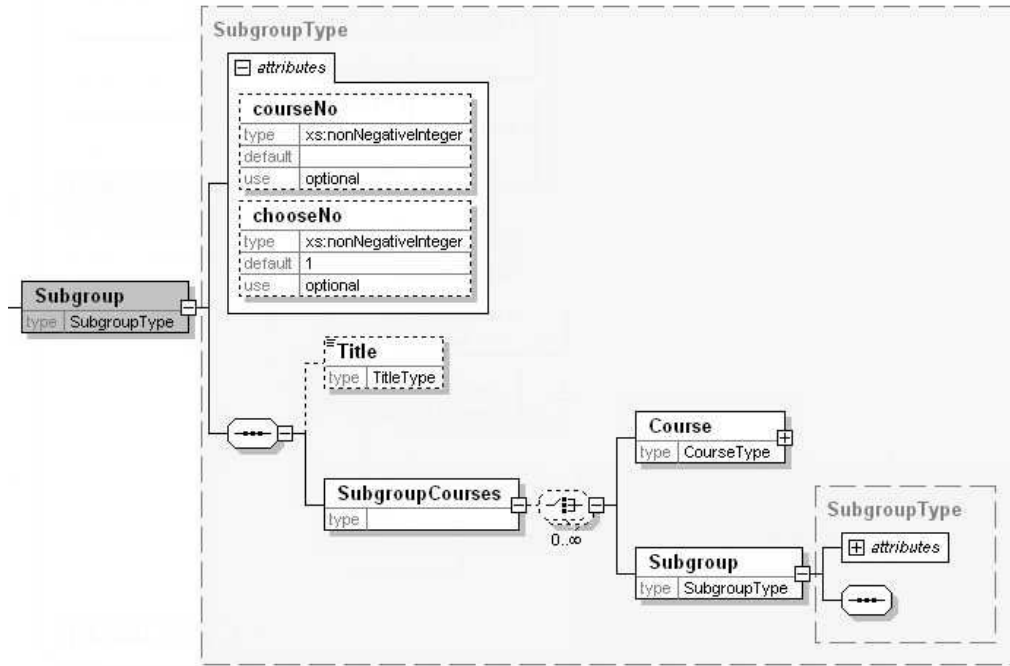 SubgroupType
attributes
courseNo
type xs:nonNegativeInteger
default
use optional
chooseNo
type xs:nonNegativeInteger
default 1
use optional
Subgroup
type SubgroupType
Title
type TitleType
Course
type CourseType
SubgroupCourses
type
0..∞
SubgroupType
attributes
Subgroup
type SubgroupType